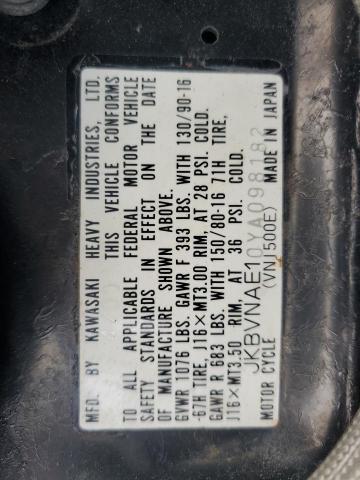 MFD. BY KAWASAKI HEAVY INDUSTRIES, LTD.
THIS VEHICLE CONFORMS
TO ALL APPLICABLE FEDERAL MOTOR VEHICLE
SAFETY STANDARDS IN EFFECT ON THE DATE
OF MANUFACTURE SHOWN ABOVE.
GVWR 1076 LBS. GAWR F 393 LBS. WITH 130/90-16
-67H TIRE, J16×MT3.00 RIM, AT 28 PSI. COLD.
GAWR R 683 LBS. WITH 150/80-16 71H TIRE,
J16×MT3.50 RIM, AT 36 PSI. COLD.
JKBVNAE10YA098182
MOTOR CYCLE (VN1500E) MADE IN JAPAN